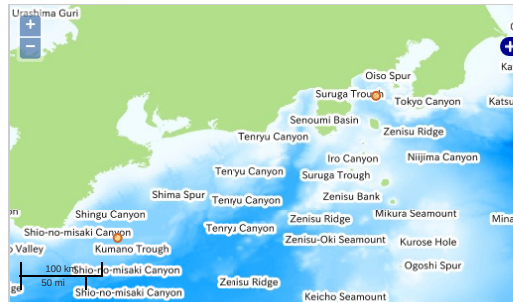 Urashima Guri
+
−
+
Ka
Oiso Spur
Suruga Trough
Tokyo Canyon
Katsu
Senoumi Basin
Tenryu Canyon
Zenisu Ridge
Iro Canyon
Niijima Canyon
Tenryu Canyon
Suruga Trough
Shima Spur
Tenryu Canyon
Zenisu Bank
on
Shingu Canyon
Zenisu Ridge
Mikura Seamount
Mina
Shio-no-misaki Canyon
Tenryu Canyon
o Valley
Kumano Trough
Zenisu-Oki Seamount
Kurose Hole
100 km
Shio-no-misaki Canyon
Ogoshi Spur
50 mi
Zenisu Ridge
ge
Shio-no-misaki Canyon
Keicho Seamount